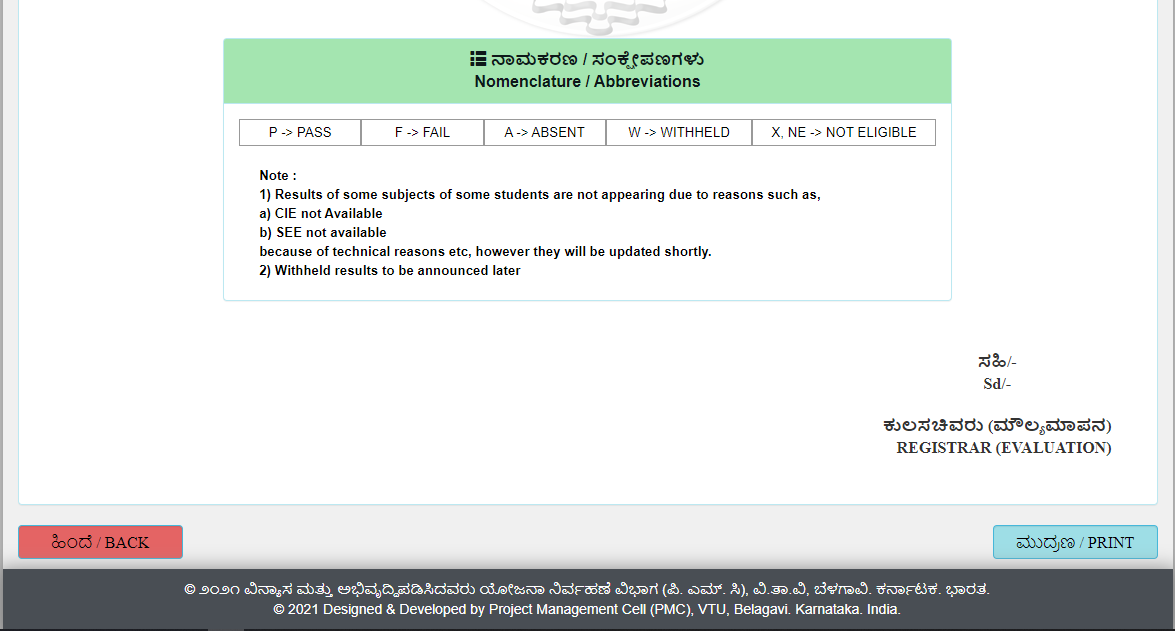 ನಾಮಕರಣ / ಸಂಕ್ಷೇಪಣಗಳು
Nomenclature / Abbreviations
P -> PASS F -> FAIL A -> ABSENT W -> WITHHELD X, NE -> NOT ELIGIBLE
Note :
1) Results of some subjects of some students are not appearing due to reasons such as,
a) CIE not Available
b) SEE not available
because of technical reasons etc, however they will be updated shortly.
2) Withheld results to be announced later
ಸಹಿ/-
Sd/-
ಕುಲಸಚಿವರು (ಮೌಲ್ಯಮಾಪನ)
REGISTRAR (EVALUATION)
ಹಿಂದೆ / BACK ಮುದ್ರಣ / PRINT
© ೨೦೨೧ ವಿನ್ಯಾಸ ಮತ್ತು ಅಭಿವೃದ್ಧಿಪಡಿಸಿದವರು ಯೋಜನಾ ನಿರ್ವಹಣೆ ವಿಭಾಗ (ಪಿ. ಎಮ್. ಸಿ), ವಿ.ತಾ.ವಿ, ಬೆಳಗಾವಿ. ಕರ್ನಾಟಕ. ಭಾರತ.
© 2021 Designed & Developed by Project Management Cell (PMC), VTU, Belagavi. Karnataka. India.